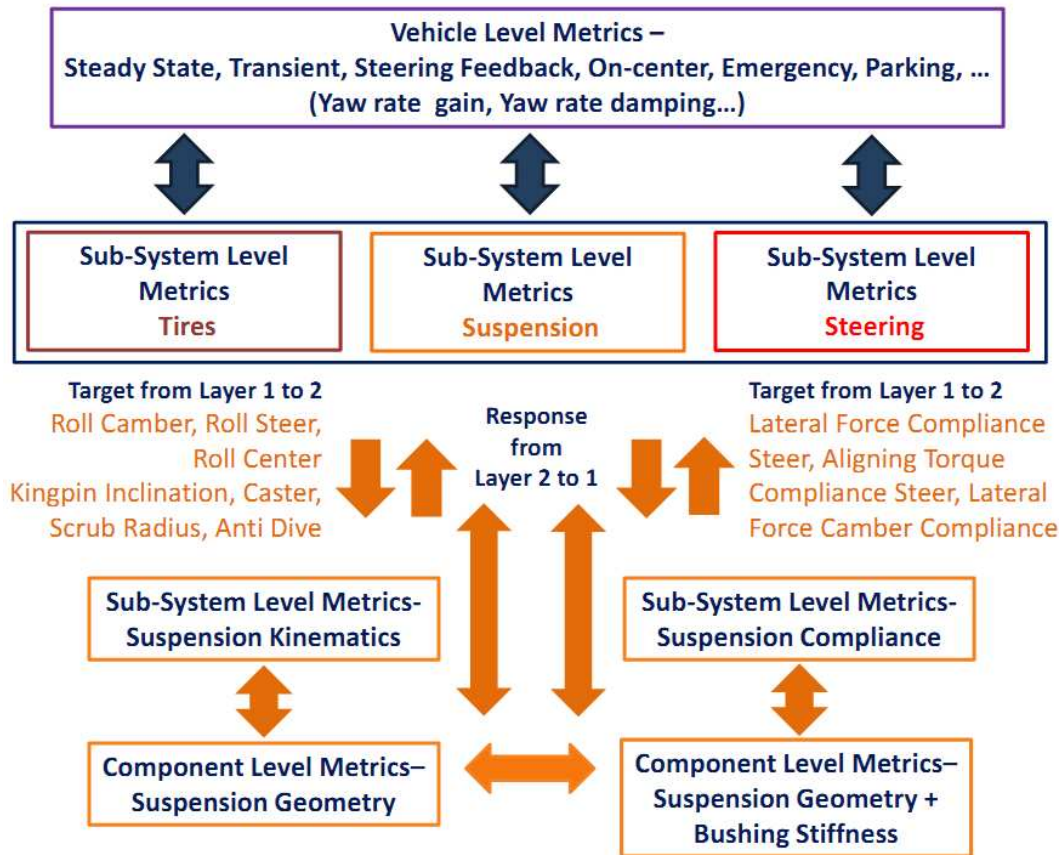 Vehicle Level Metrics –
Steady State, Transient, Steering Feedback, On-center, Emergency, Parking, ...
(Yaw rate gain, Yaw rate damping...)
Sub-System Level
Metrics
Tires
Sub-System Level
Metrics
Suspension
Sub-System Level
Metrics
Steering
Target from Layer 1 to 2
Roll Camber, Roll Steer,
Roll Center
Kingpin Inclination, Caster,
Scrub Radius, Anti Dive
Response
from
Layer 2 to 1
Target from Layer 1 to 2
Lateral Force Compliance
Steer, Aligning Torque
Compliance Steer, Lateral
Force Camber Compliance
Sub-System Level Metrics-
Suspension Kinematics
Sub-System Level Metrics-
Suspension Compliance
Component Level Metrics–
Suspension Geometry
Component Level Metrics–
Suspension Geometry +
Bushing Stiffness